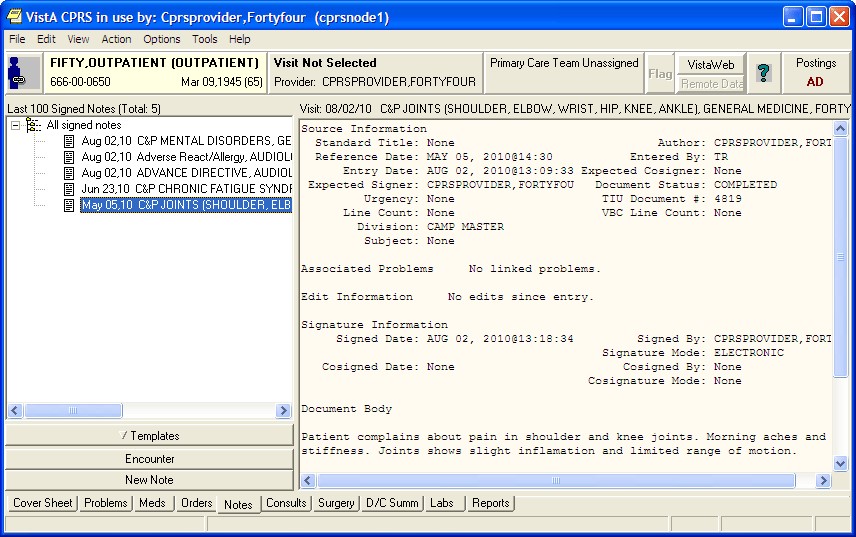 VistA CPRS in use by: Cprsprovider,Fortyfour (cprsnode1)
File Edit View Action Options Tools Help
FIFTY,OUTPATIENT (OUTPATIENT)
666-00-0650 Mar 09,1945 (65)
Visit Not Selected
Provider: CPRSPROVIDER,FORTYFOUR
Primary Care Team Unassigned
Flag
VistaWeb
Remote Data
?
Postings
AD
Last 100 Signed Notes (Total: 5)
All signed notes
Aug 02,10 C&P MENTAL DISORDERS, GE
Aug 02,10 Adverse React/Allergy, AUDIOL
Aug 02,10 ADVANCE DIRECTIVE, AUDIOL
Jun 23,10 C&P CHRONIC FATIGUE SYND
May 05,10 C&P JOINTS (SHOULDER, ELB
Templates
Encounter
New Note
Visit: 08/02/10 C&P JOINTS (SHOULDER, ELBOW, WRIST, HIP, KNEE, ANKLE), GENERAL MEDICINE, FORTY
Source Information
Standard Title: None Author: CPRSPROVIDER,FORT
Reference Date: MAY 05, 2010@14:30 Entered By: TR
Entry Date: AUG 02, 2010@13:09:33 Expected Cosigner: None
Expected Signer: CPRSPROVIDER,FORTYFOU Document Status: COMPLETED
Urgency: None TIU Document #: 4819
Line Count: None VBC Line Count: None
Division: CAMP MASTER
Subject: None
Associated Problems No linked problems.
Edit Information No edits since entry.
Signature Information
Signed Date: AUG 02, 2010@13:18:34 Signed By: CPRSPROVIDER,FORT
Signature Mode: ELECTRONIC
Cosigned Date: None Cosigned By: None
Cosignature Mode: None
Document Body
Patient complains about pain in shoulder and knee joints. Morning aches and
stiffness. Joints shows slight inflamation and limited range of motion.
Cover Sheet Problems Meds Orders Notes Consults Surgery D/C Summ Labs Reports